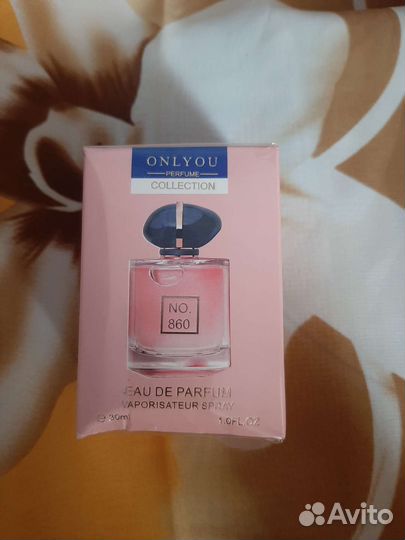 ONLYOU
PERFUME
COLLECTION
NO.
860
EAU DE PARFUM
VAPORISATEUR SPRAY
℮ 30ml 1.0FL.OZ
Avito